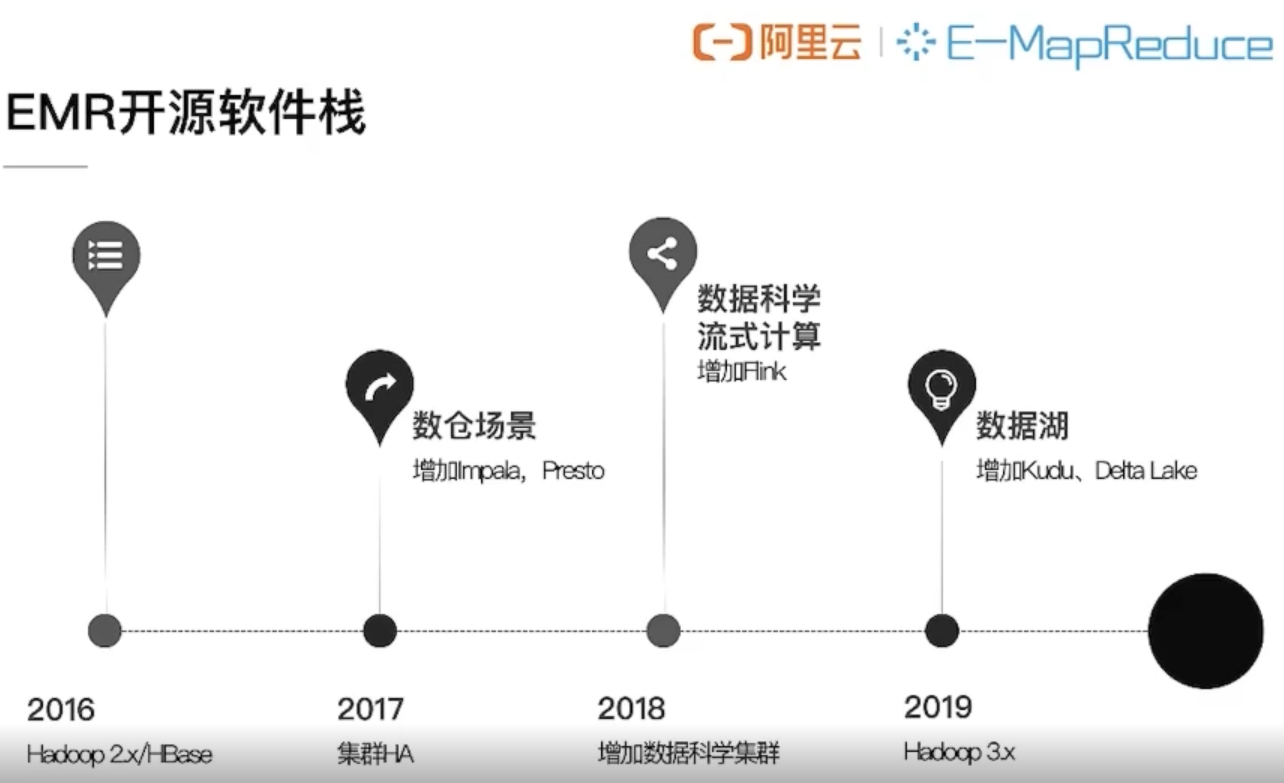 阿里云 | E-MapReduce
EMR开源软件栈
数据科学
流式计算
增加Flink
数仓场景
增加Impala，Presto
数据湖
增加Kudu、Delta Lake
2016
2017
2018
2019
Hadoop 2.x/HBase
集群HA
增加数据科学集群
Hadoop 3.x